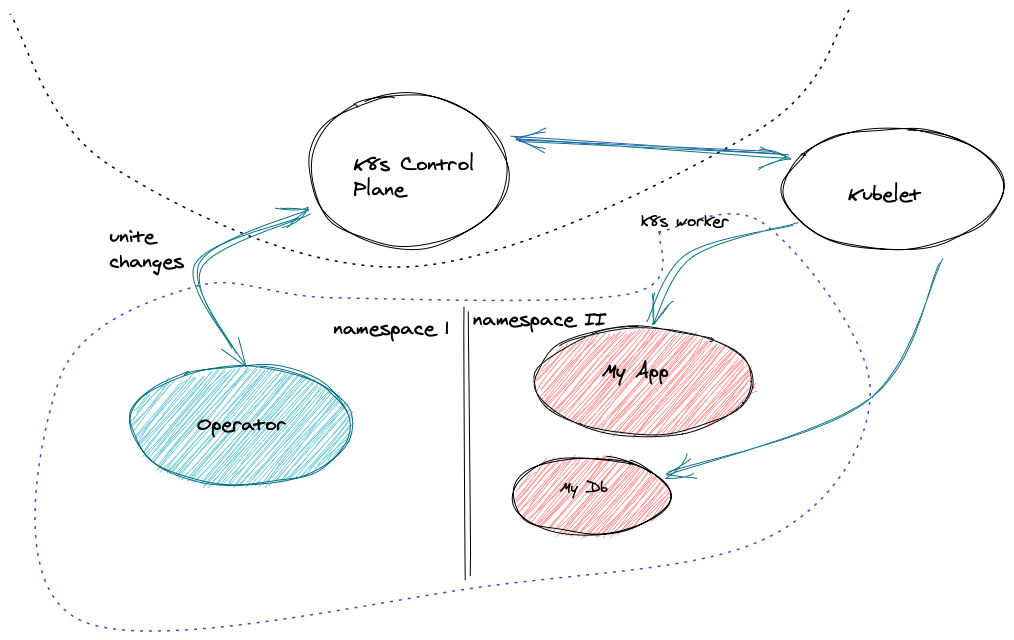 K8s Control
Plane
Kubelet
unite
changes
K8s worker
namespace I
namespace II
My App
Operator
My Db